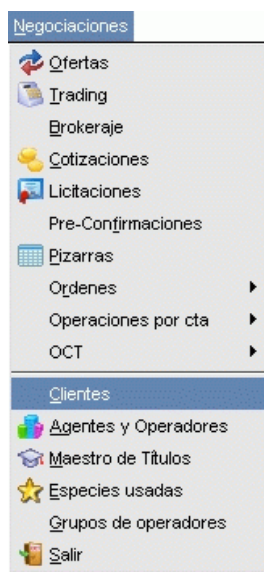 Negociaciones
Ofertas
Trading
Brokeraje
Cotizaciones
Licitaciones
Pre-Confirmaciones
Pizarras
Ordenes
Operaciones por cta
OCT
Clientes
Agentes y Operadores
Maestro de Títulos
Especies usadas
Grupos de operadores
Salir